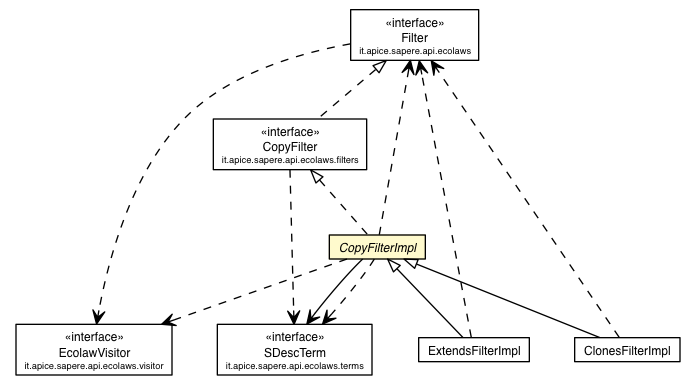 «interface»
Filter
it.apice.sapere.api.ecolaws
«interface»
CopyFilter
it.apice.sapere.api.ecolaws.filters
CopyFilterImpl
«interface»
EcolawVisitor
it.apice.sapere.api.ecolaws.visitor
«interface»
SDescTerm
it.apice.sapere.api.ecolaws.terms
ExtendsFilterImpl
ClonesFilterImpl